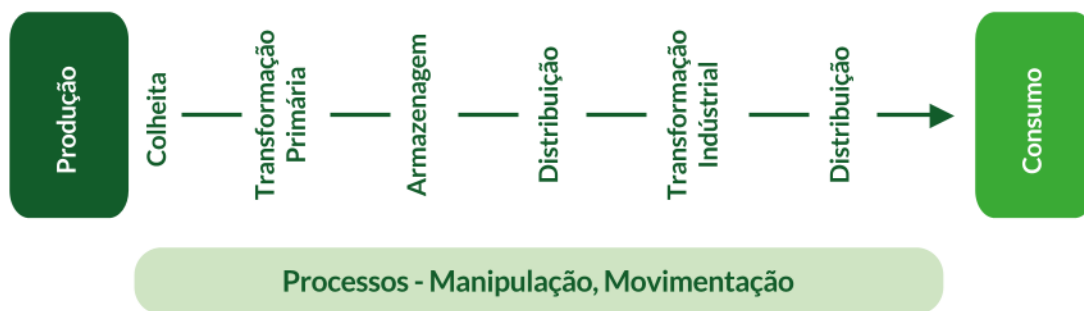 Produção
Colheita
Transformação
Primária
Armazenagem
Distribuição
Transformação
Indústrial
Distribuição
Consumo
Processos - Manipulação, Movimentação